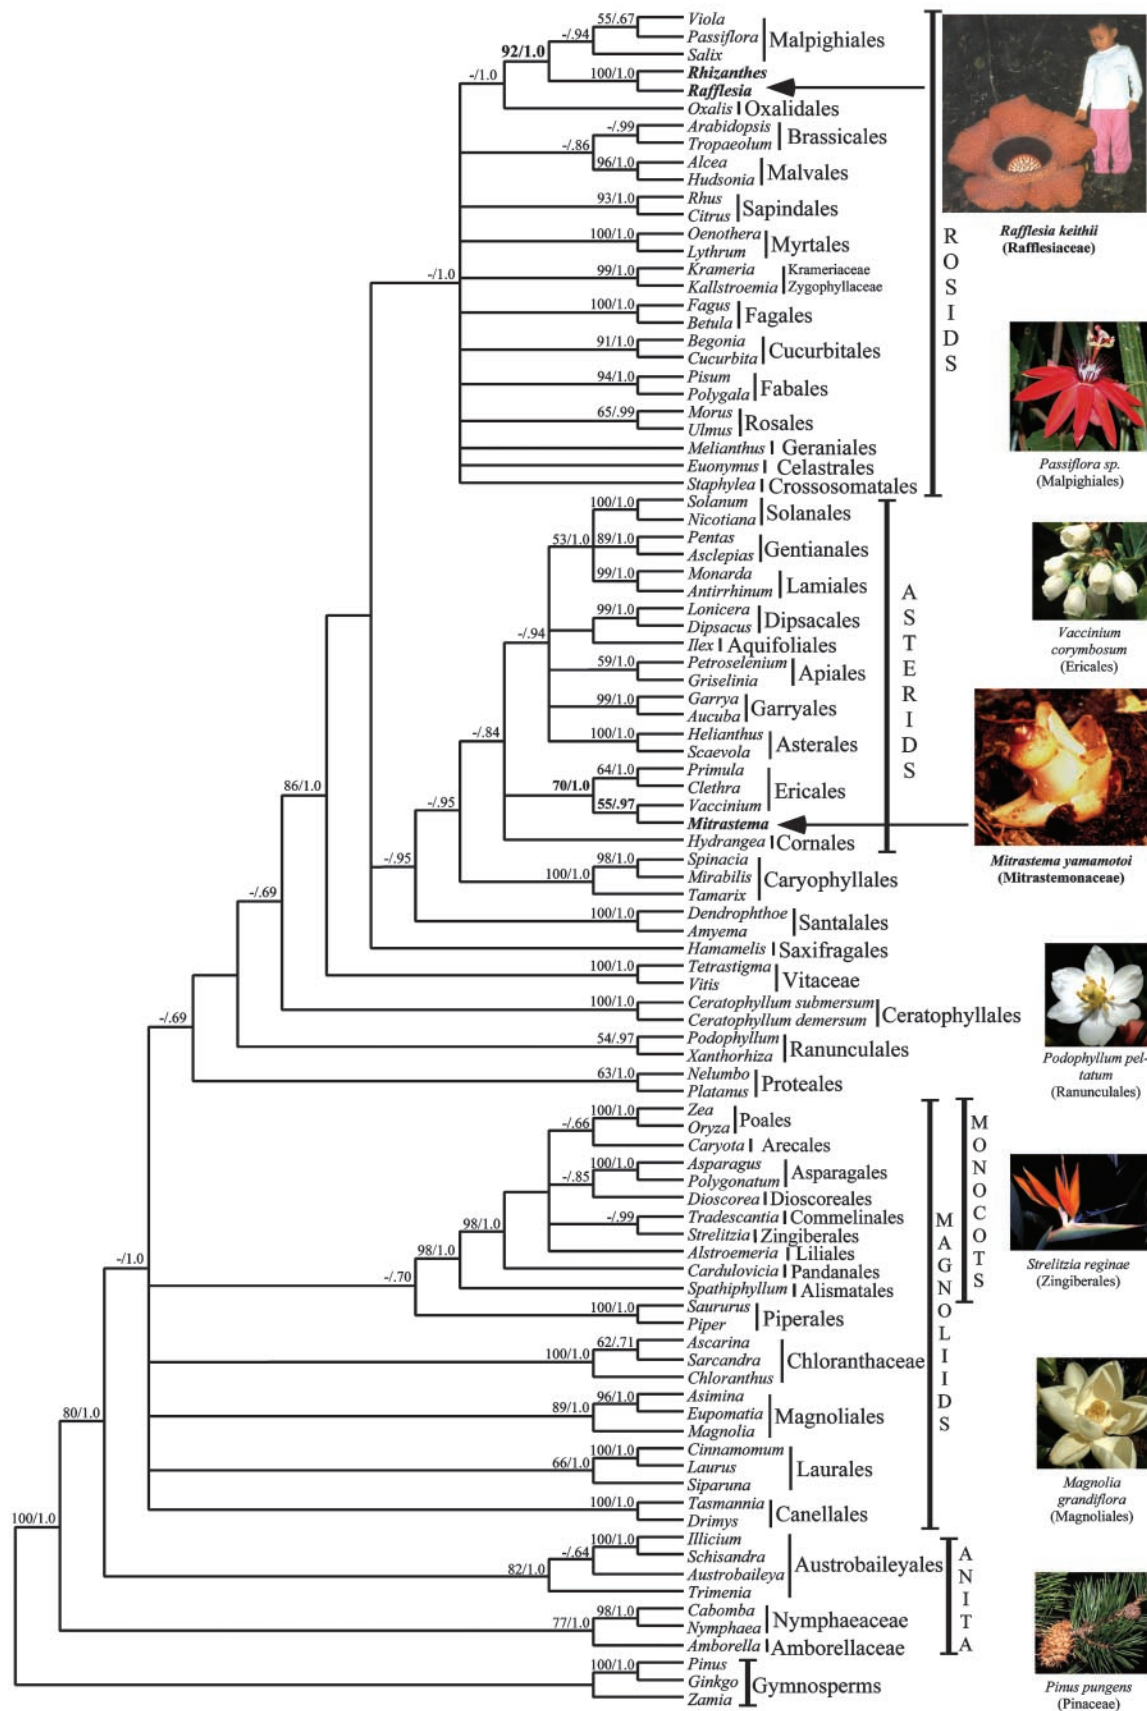 55/.67
Viola
-/.94
Passiflora
Malpighiales
Salix
92/1.0
Rhizanthes
-/1.0
100/1.0
Rafflesia
Oxalis
Oxalidales
-/.99
Arabidopsis
Brassicales
Tropaeolum
-/.86
96/1.0
Alcea
Malvales
Hudsonia
93/1.0
Rhus
Sapindales
Citrus
100/1.0
Oenothera
Myrtales
Lythrum
-/1.0
99/1.0
Krameria
Krameriaceae
Kallstroemia
Zygophyllaceae
100/1.0
Fagus
Fagales
Betula
91/1.0
Begonia
Cucurbitales
Cucurbita
94/1.0
Pisum
Fabales
Polygala
65/.99
Morus
Rosales
Ulmus
Melianthus
Geraniales
Euonymus
Celastrales
Staphylea
Crossosomatales
ROSIDS
Rafflesia keithii
(Rafflesiaceae)
Passiflora sp.
(Malpighiales)
100/1.0
Solanum
Solanales
Nicotiana
53/1.0
89/1.0
Pentas
Gentianales
Asclepias
99/1.0
Monarda
Lamiales
Antirrhinum
99/1.0
Lonicera
Dipsacales
Dipsacus
-/.94
Ilex
Aquifoliales
59/1.0
Petroselenium
Apiales
Griselinia
99/1.0
Garrya
Garryales
Aucuba
-/.84
100/1.0
Helianthus
Asterales
Scaevola
64/1.0
Primula
Clethra
Ericales
70/1.0
55/.97
Vaccinium
Mitrastema
Hydrangea
Cornales
ASTERIDS
Vaccinium
corymbosum
(Ericales)
Mitrastema yamamotoi
(Mitrastemonaceae)
86/1.0
-/.95
-/.95
98/1.0
Spinacia
100/1.0
Mirabilis
Caryophyllales
Tamarix
-/.69
100/1.0
Dendrophthoe
Santalales
Amyema
Hamamelis
Saxifragales
100/1.0
Tetrastigma
Vitaceae
Vitis
100/1.0
Ceratophyllum submersum
Ceratophyllales
Ceratophyllum demersum
-/.69
54/.97
Podophyllum
Ranunculales
Xanthorhiza
63/1.0
Nelumbo
Proteales
Platanus
Podophyllum pel-
tatum
(Ranunculales)
100/1.0
Zea
Poales
-/.66
Oryza
Caryota
Arecales
100/1.0
Asparagus
Asparagales
-/.85
Polygonatum
Dioscorea
Dioscoreales
98/1.0
-/.99
Tradescantia
Commelinales
Strelitzia
Zingiberales
98/1.0
Alstroemeria
Liliales
Cardulovicia
Pandanales
-/.70
Spathiphyllum
Alismatales
MONOCOTS
100/1.0
Saururus
Piperales
Piper
-/1.0
62/.71
Ascarina
100/1.0
Sarcandra
Chloranthaceae
Chloranthus
96/1.0
Asimina
89/1.0
Eupomatia
Magnoliales
Magnolia
80/1.0
100/1.0
Cinnamomum
66/1.0
Laurus
Laurales
Siparuna
100/1.0
Tasmannia
Canellales
Drimys
MAGNOLIIDS
Strelitzia reginae
(Zingiberales)
Magnolia
grandiflora
(Magnoliales)
100/1.0
100/1.0
Illicium
-/.64
Schisandra
82/1.0
Austrobaileya
Austrobaileyales
Trimenia
98/1.0
Cabomba
77/1.0
Nymphaea
Nymphaeaceae
Amborella
Amborellaceae
ANITA
100/1.0
Pinus
Ginkgo
Gymnosperms
Zamia
Pinus pungens
(Pinaceae)